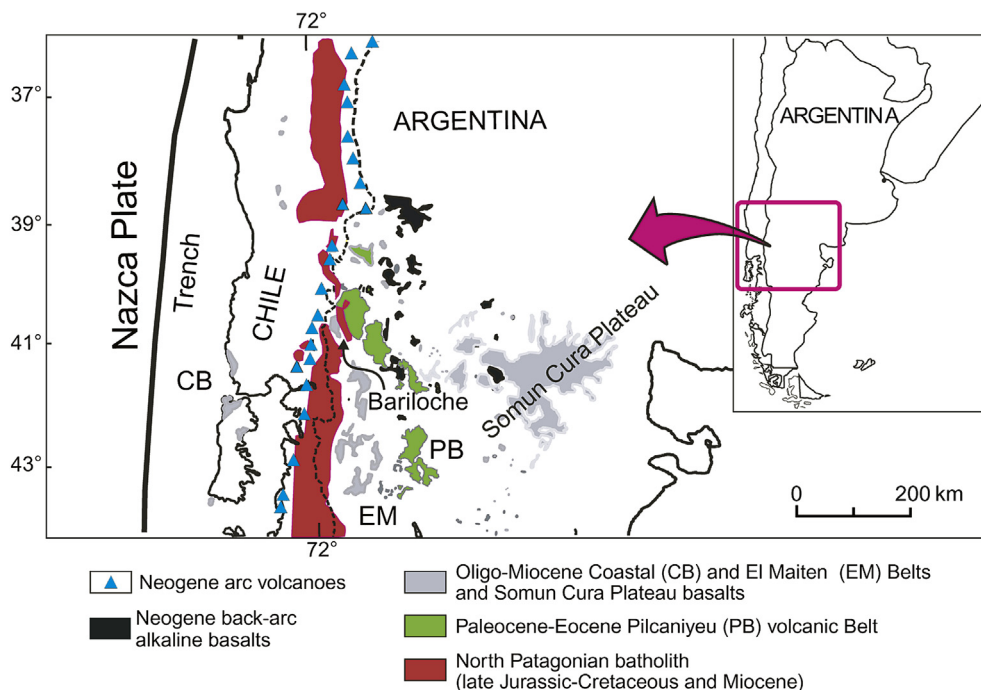 72°
37°
39°
41°
43°
Nazca Plate
Trench
CHILE
ARGENTINA
CB
Bariloche
PB
EM
Somun Cura Plateau
72°
ARGENTINA
0 200 km
Neogene arc volcanoes
Neogene back-arc
alkaline basalts
Oligo-Miocene Coastal (CB) and El Maiten (EM) Belts
and Somun Cura Plateau basalts
Paleocene-Eocene Pilcaniyeu (PB) volcanic Belt
North Patagonian batholith
(late Jurassic-Cretaceous and Miocene)